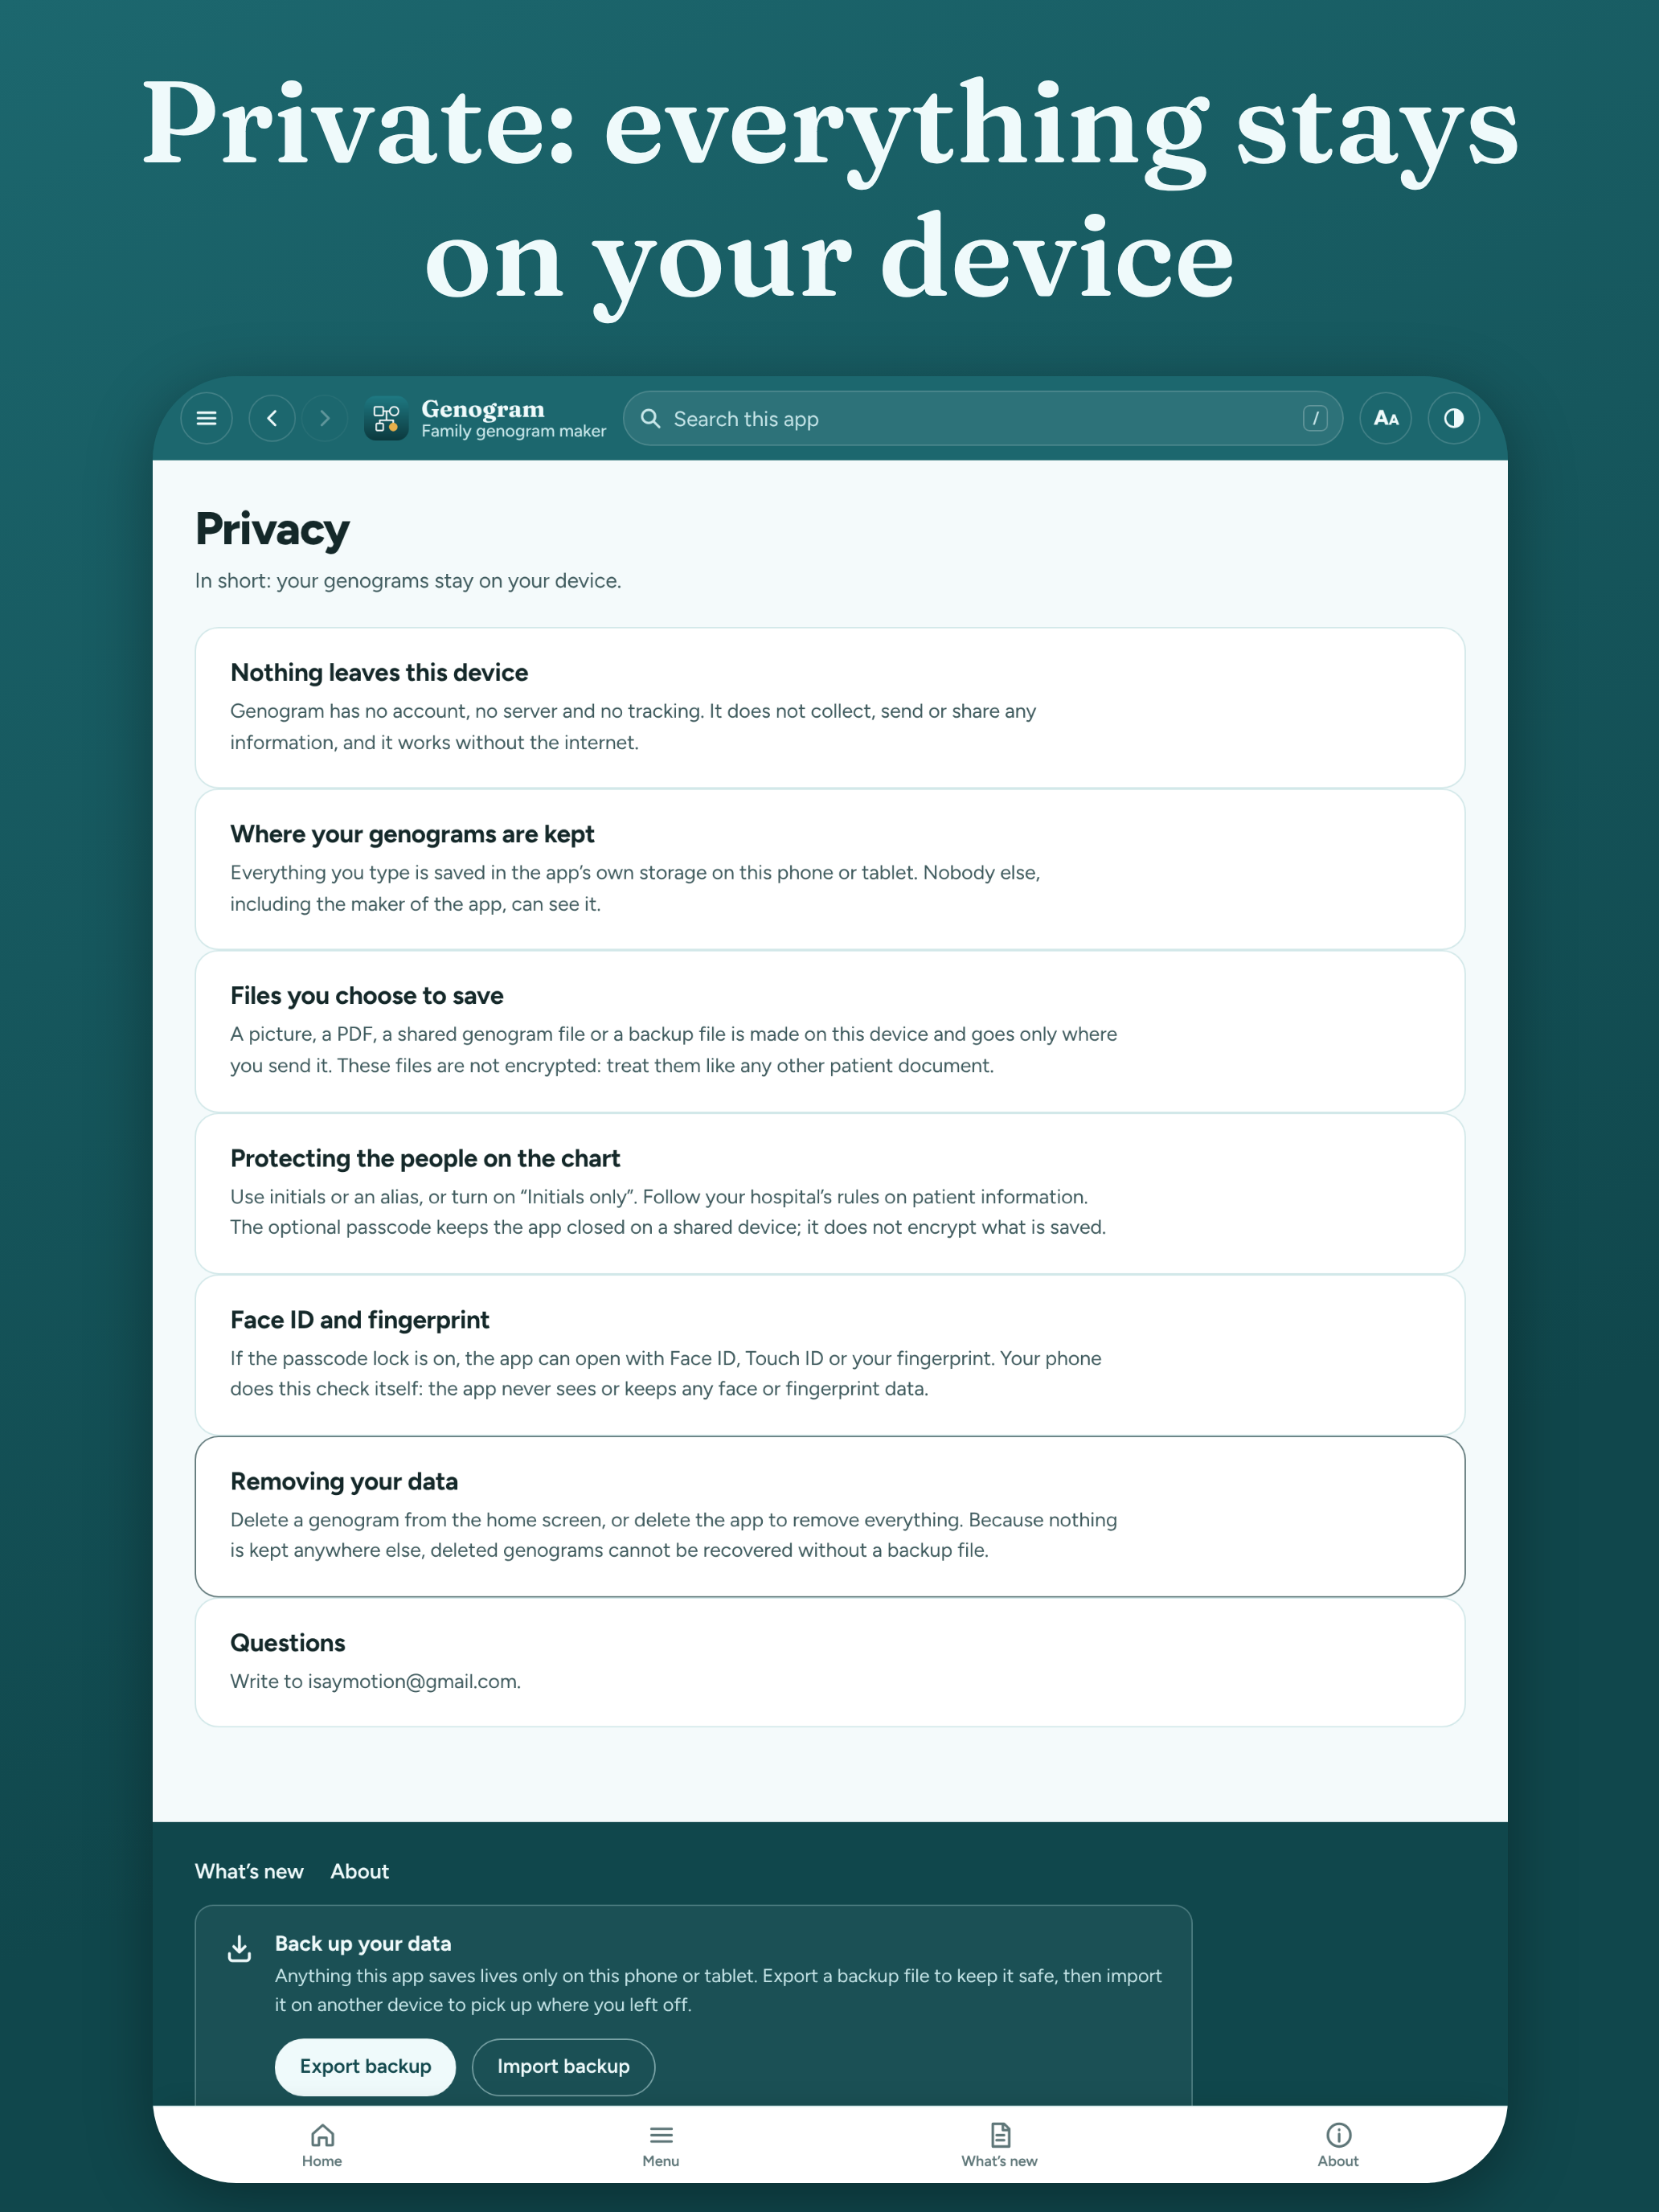 Private: everything stays
on your device
Genogram
Family genogram maker
Search this app
/
AA
Privacy
In short: your genograms stay on your device.
Nothing leaves this device
Genogram has no account, no server and no tracking. It does not collect, send or share any
information, and it works without the internet.
Where your genograms are kept
Everything you type is saved in the app’s own storage on this phone or tablet. Nobody else,
including the maker of the app, can see it.
Files you choose to save
A picture, a PDF, a shared genogram file or a backup file is made on this device and goes only where
you send it. These files are not encrypted: treat them like any other patient document.
Protecting the people on the chart
Use initials or an alias, or turn on “Initials only”. Follow your hospital’s rules on patient information.
The optional passcode keeps the app closed on a shared device; it does not encrypt what is saved.
Face ID and fingerprint
If the passcode lock is on, the app can open with Face ID, Touch ID or your fingerprint. Your phone
does this check itself: the app never sees or keeps any face or fingerprint data.
Removing your data
Delete a genogram from the home screen, or delete the app to remove everything. Because nothing
is kept anywhere else, deleted genograms cannot be recovered without a backup file.
Questions
Write to isaymotion@gmail.com.
What’s new About
Back up your data
Anything this app saves lives only on this phone or tablet. Export a backup file to keep it safe, then import
it on another device to pick up where you left off.
Export backup Import backup
Home Menu What’s new About